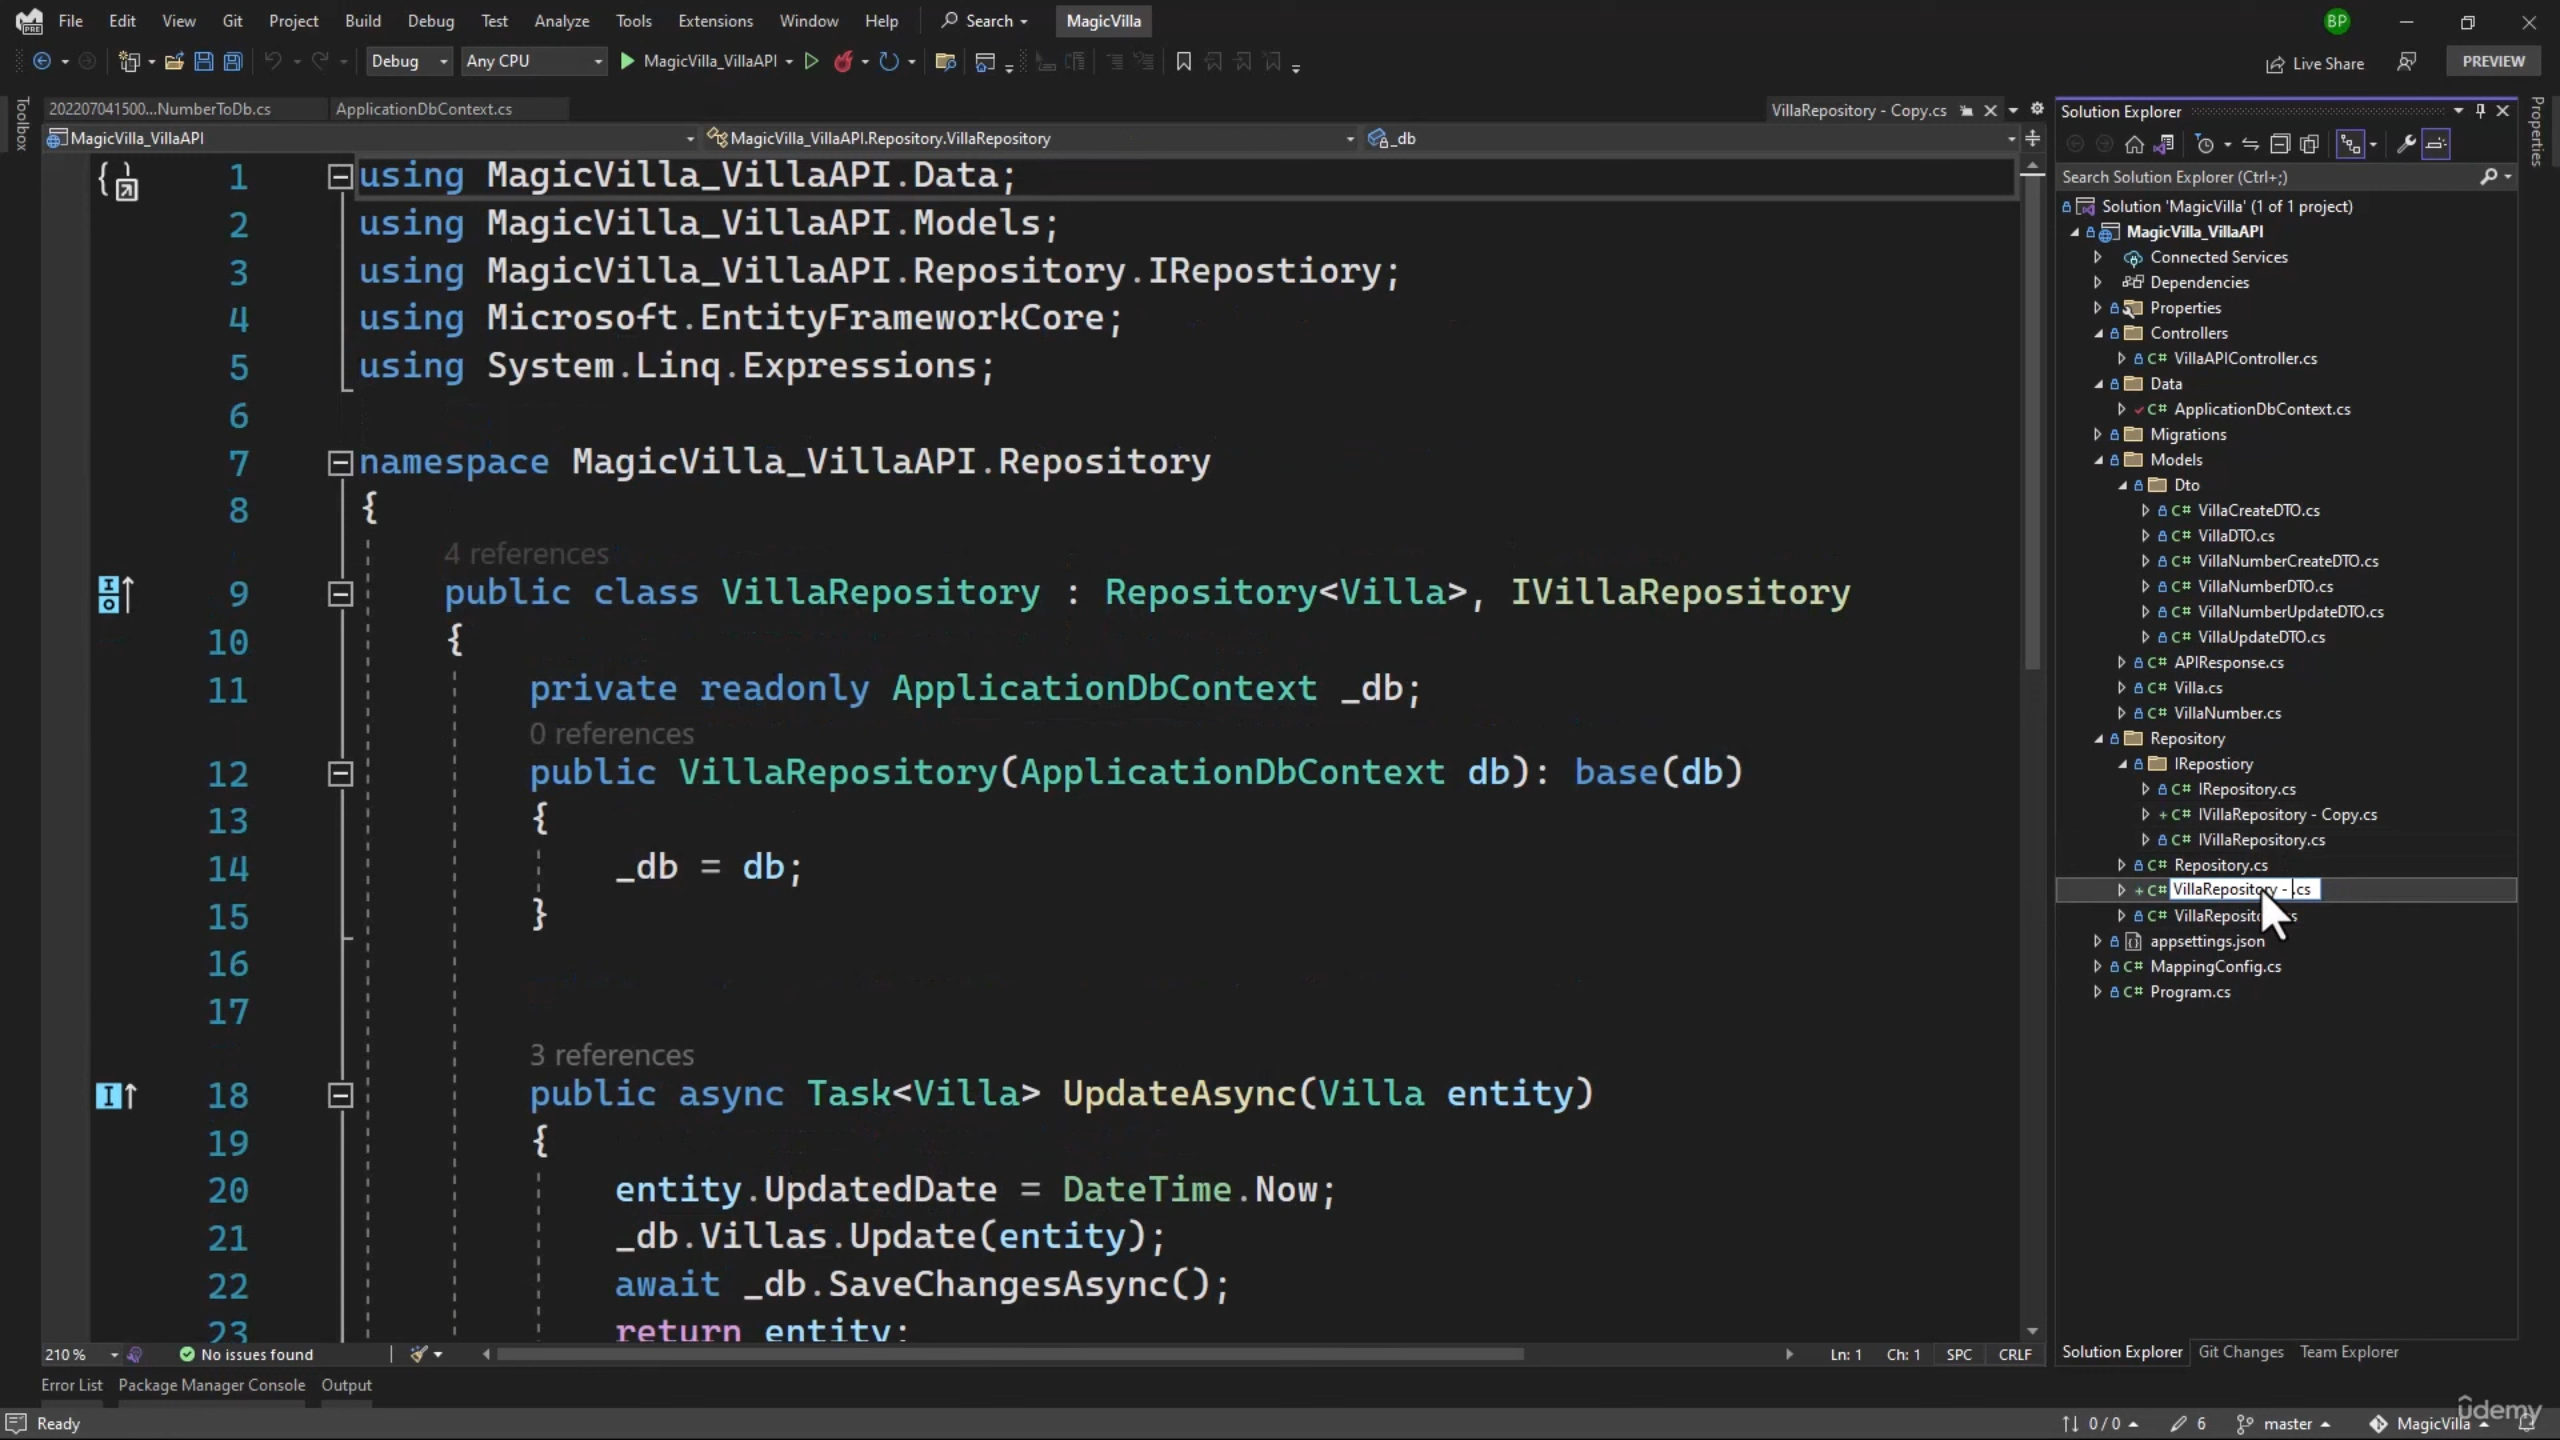 File Edit View Git Project Build Debug Test Analyze Tools Extensions Window Help Search MagicVilla BP
Debug Any CPU MagicVilla_VillaAPI Live Share PREVIEW
Toolbox
202207041500...NumberToDb.cs ApplicationDbContext.cs VillaRepository - Copy.cs
MagicVilla_VillaAPI MagicVilla_VillaAPI.Repository.VillaRepository _db
1 using MagicVilla_VillaAPI.Data;
2 using MagicVilla_VillaAPI.Models;
3 using MagicVilla_VillaAPI.Repository.IRepostiory;
4 using Microsoft.EntityFrameworkCore;
5 using System.Linq.Expressions;
6
7 namespace MagicVilla_VillaAPI.Repository
8 {
4 references
9 public class VillaRepository : Repository<Villa>, IVillaRepository
10 {
11 private readonly ApplicationDbContext _db;
0 references
12 public VillaRepository(ApplicationDbContext db): base(db)
13 {
14 _db = db;
15 }
16
17
3 references
18 public async Task<Villa> UpdateAsync(Villa entity)
19 {
20 entity.UpdatedDate = DateTime.Now;
21 _db.Villas.Update(entity);
22 await _db.SaveChangesAsync();
23 return entity;
210 % No issues found Ln: 1 Ch: 1 SPC CRLF
Error List Package Manager Console Output
Ready
Solution Explorer
Search Solution Explorer (Ctrl+;)
Solution 'MagicVilla' (1 of 1 project)
MagicVilla_VillaAPI
Connected Services
Dependencies
Properties
Controllers
C# VillaAPIController.cs
Data
C# ApplicationDbContext.cs
Migrations
Models
Dto
C# VillaCreateDTO.cs
C# VillaDTO.cs
C# VillaNumberCreateDTO.cs
C# VillaNumberDTO.cs
C# VillaNumberUpdateDTO.cs
C# VillaUpdateDTO.cs
C# APIResponse.cs
C# Villa.cs
C# VillaNumber.cs
Repository
IRepostiory
C# IRepository.cs
C# IVillaRepository - Copy.cs
C# IVillaRepository.cs
C# Repository.cs
C# VillaRepository - .cs
C#
appsettings.json
C# MappingConfig.cs
C# Program.cs
Solution Explorer Git Changes Team Explorer
Properties
0 / 0 6 master MagicVilla
udemy